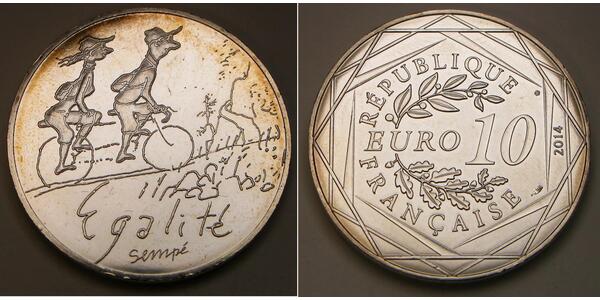 Egalité
sempé
RÉPUBLIQUE
EURO 10
2014
FRANÇAISE